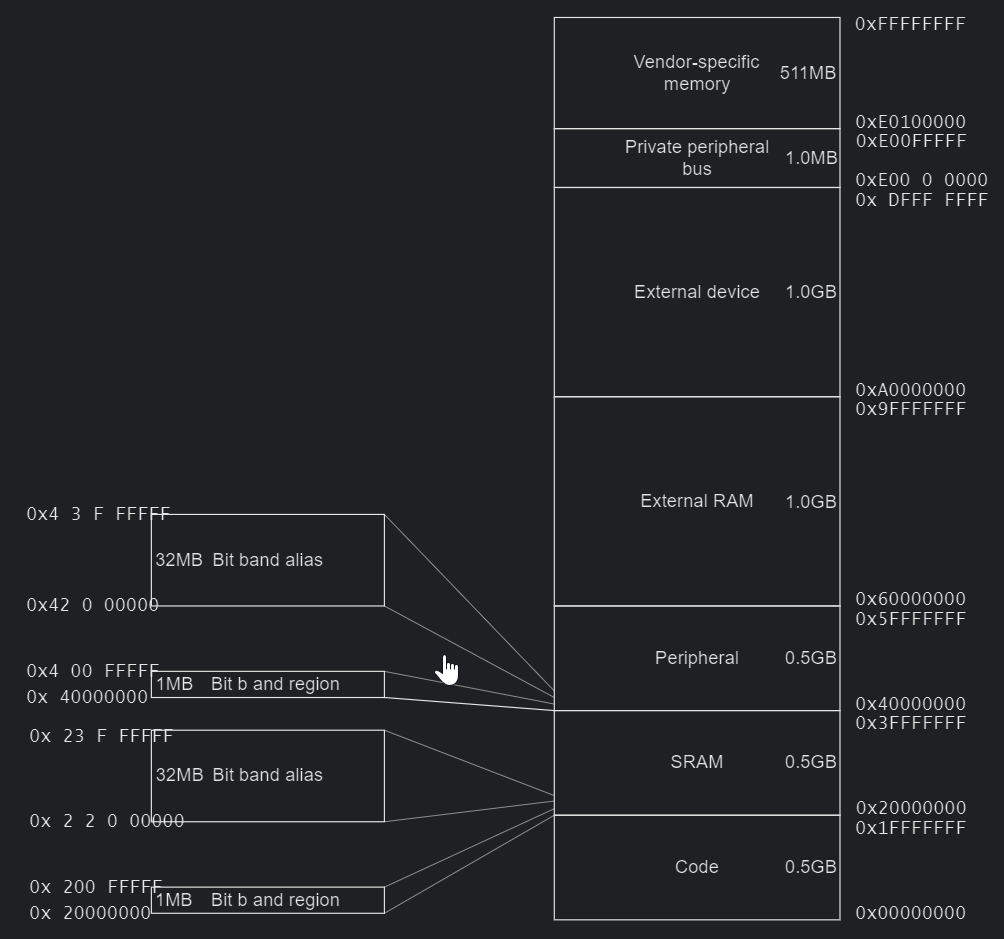 0xFFFFFFFF
Vendor-specific
memory
511MB
0xE0100000
0xE00FFFFF
Private peripheral
bus
1.0MB
0xE00 0 0000
0x DFFF FFFF
External device 1.0GB
0xA0000000
0x9FFFFFFF
External RAM 1.0GB
0x60000000
0x5FFFFFFF
Peripheral 0.5GB
0x40000000
0x3FFFFFFF
SRAM 0.5GB
0x20000000
0x1FFFFFFF
Code 0.5GB
0x00000000
0x4 3 F FFFFF
32MB Bit band alias
0x42 0 00000
0x4 00 FFFFF
1MB Bit b and region
0x 40000000
0x 23 F FFFFF
32MB Bit band alias
0x 2 2 0 00000
0x 200 FFFFF
1MB Bit b and region
0x 20000000